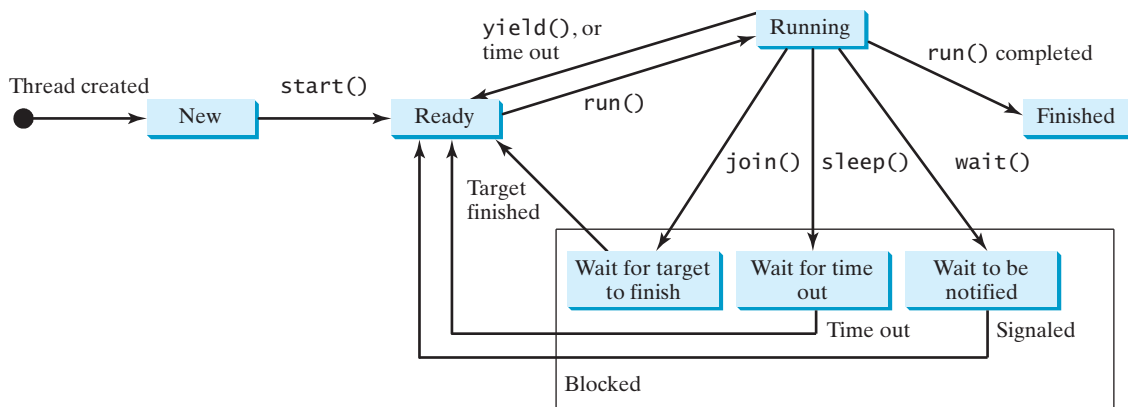 yield(), or
time out
Running
run() completed
Thread created
start()
New
Ready
run()
Finished
join()
sleep()
wait()
Target
finished
Wait for target
to finish
Wait for time
out
Wait to be
notified
Time out
Signaled
Blocked